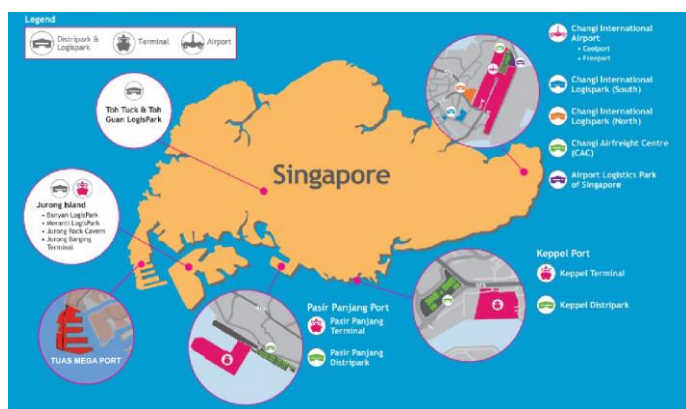 Legend
Distripark &
Logispark
Terminal
Airport
Toh Tuck & Toh
Guan LogisPark
Jurong Island
• Banyan LogisPark
• Meranti LogisPark
• Jurong Rock Cavern
• Jurong Barging
Terminal
TUAS MEGA PORT
Singapore
Changi International
Airport
• Coolport
• Freeport
Changi International
Logispark (South)
Changi International
Logispark (North)
Changi Airfreight Centre
(CAC)
Airport Logistics Park
of Singapore
Pasir Panjang Port
Pasir Panjang
Terminal
Pasir Panjang
Distripark
Keppel Port
Keppel Terminal
Keppel Distripark